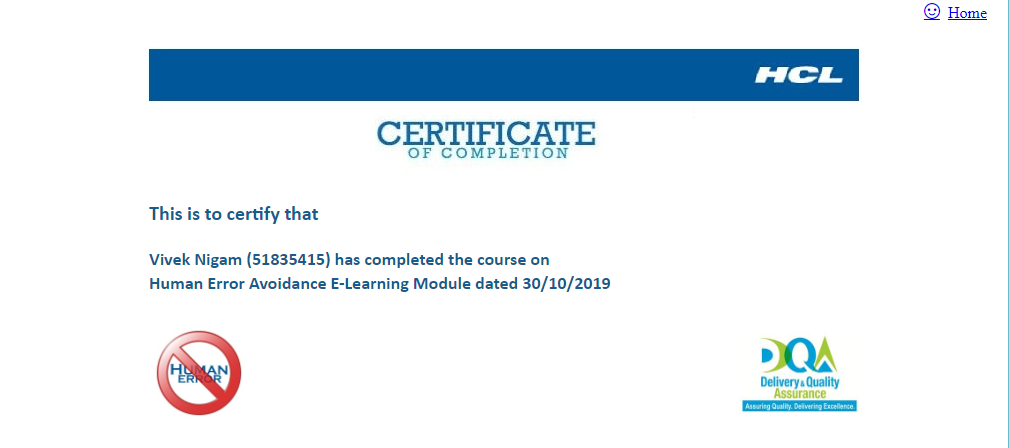 Home
HCL
CERTIFICATE
OF COMPLETION
This is to certify that
Vivek Nigam (51835415) has completed the course on
Human Error Avoidance E-Learning Module dated 30/10/2019
HUMAN
ERROR
DQA
Delivery & Quality
Assurance
Assuring Quality, Delivering Excellence.